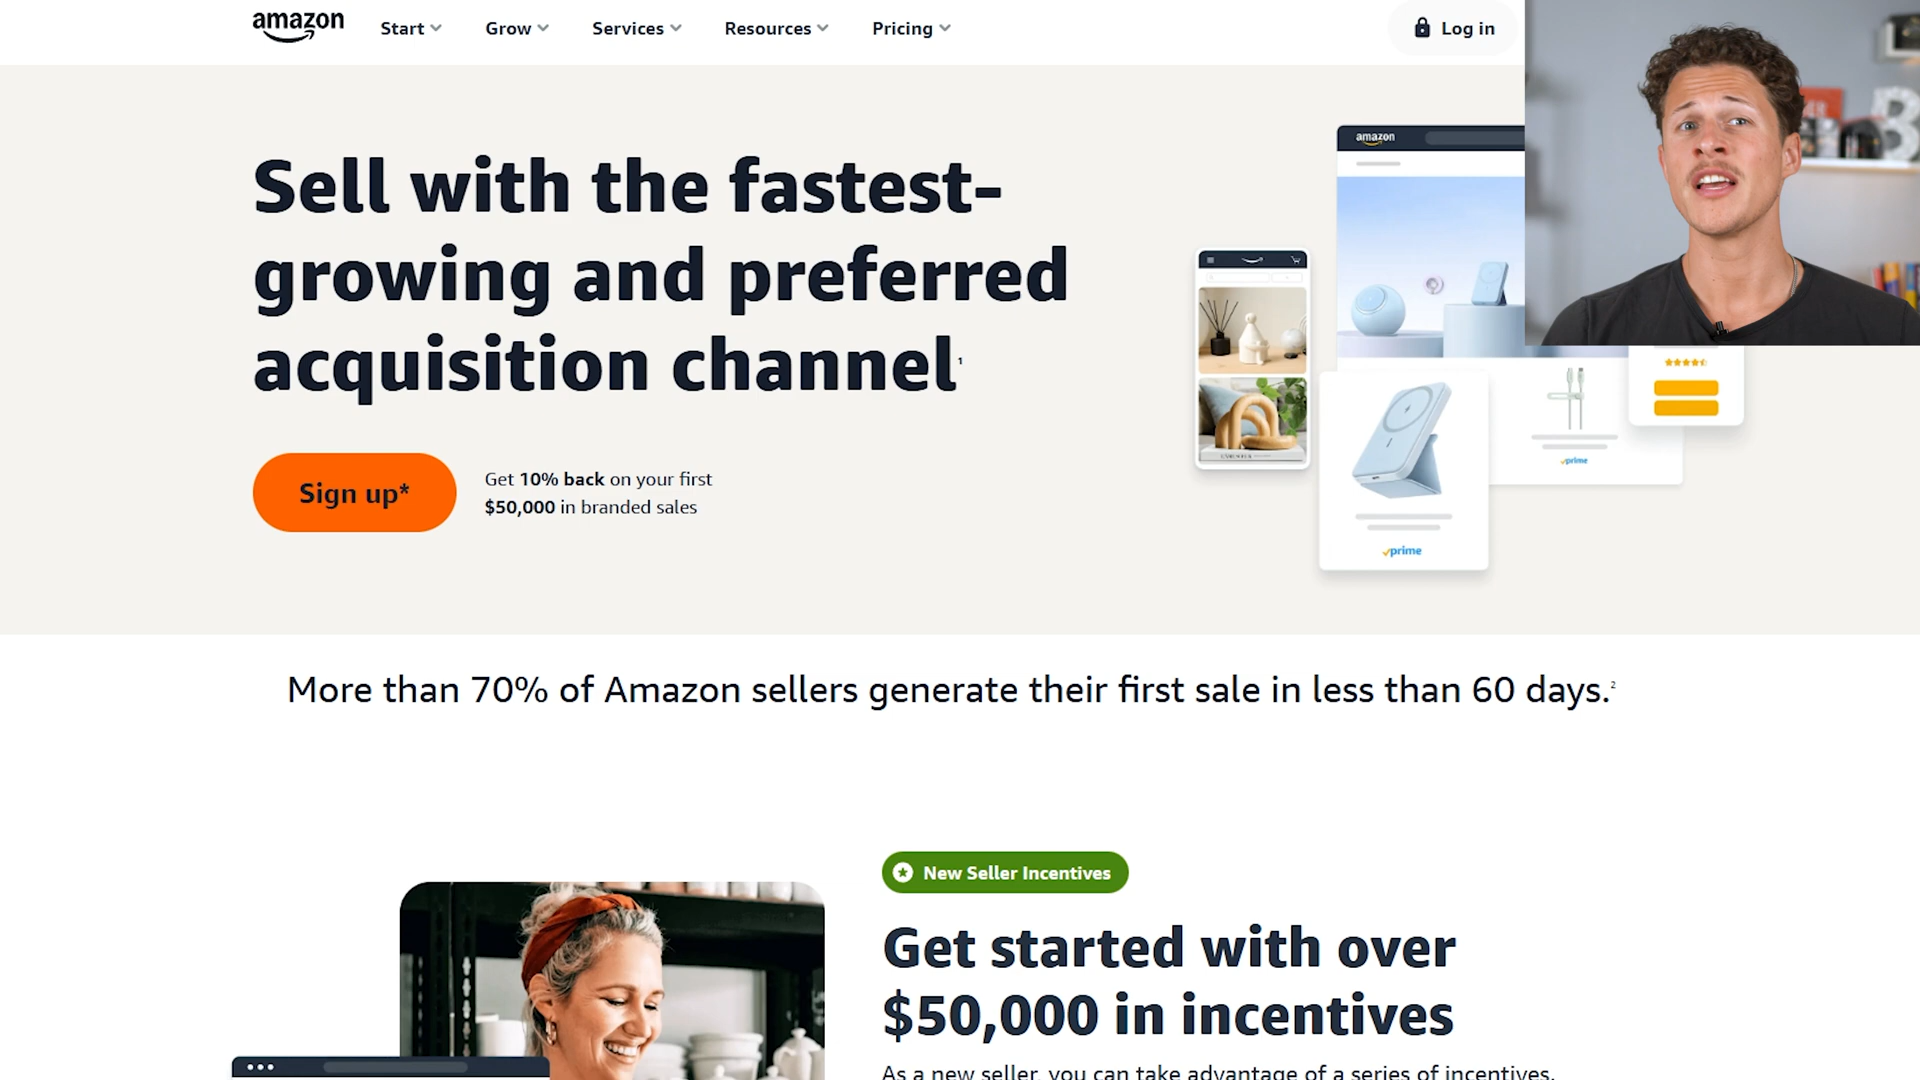 amazon
Start
Grow
Services
Resources
Pricing
Log in
Sell with the fastest-
growing and preferred
acquisition channel¹
Sign up*
Get 10% back on your first
$50,000 in branded sales
amazon
prime
prime
More than 70% of Amazon sellers generate their first sale in less than 60 days.²
New Seller Incentives
Get started with over
$50,000 in incentives
As a new seller, you can take advantage of a series of incentives.